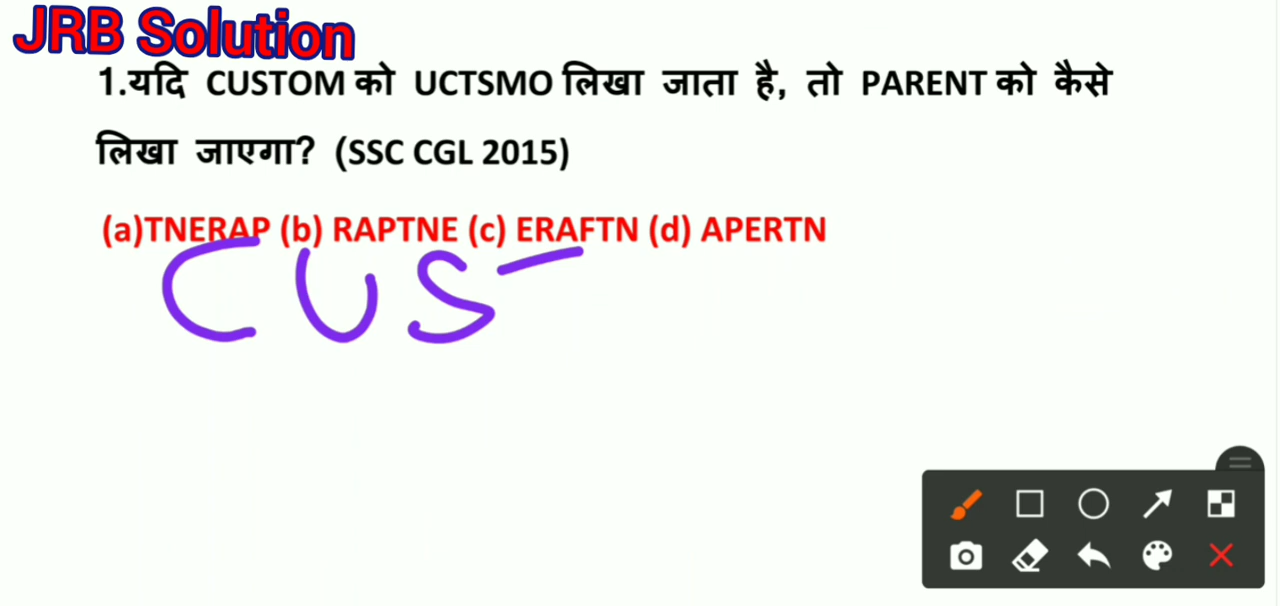 JRB Solution
1.यदि CUSTOM को UCTSMO लिखा जाता है, तो PARENT को कैसे
लिखा जाएगा? (SSC CGL 2015)
(a)TNERAP (b) RAPTNE (c) ERAFTN (d) APERTN
CUS